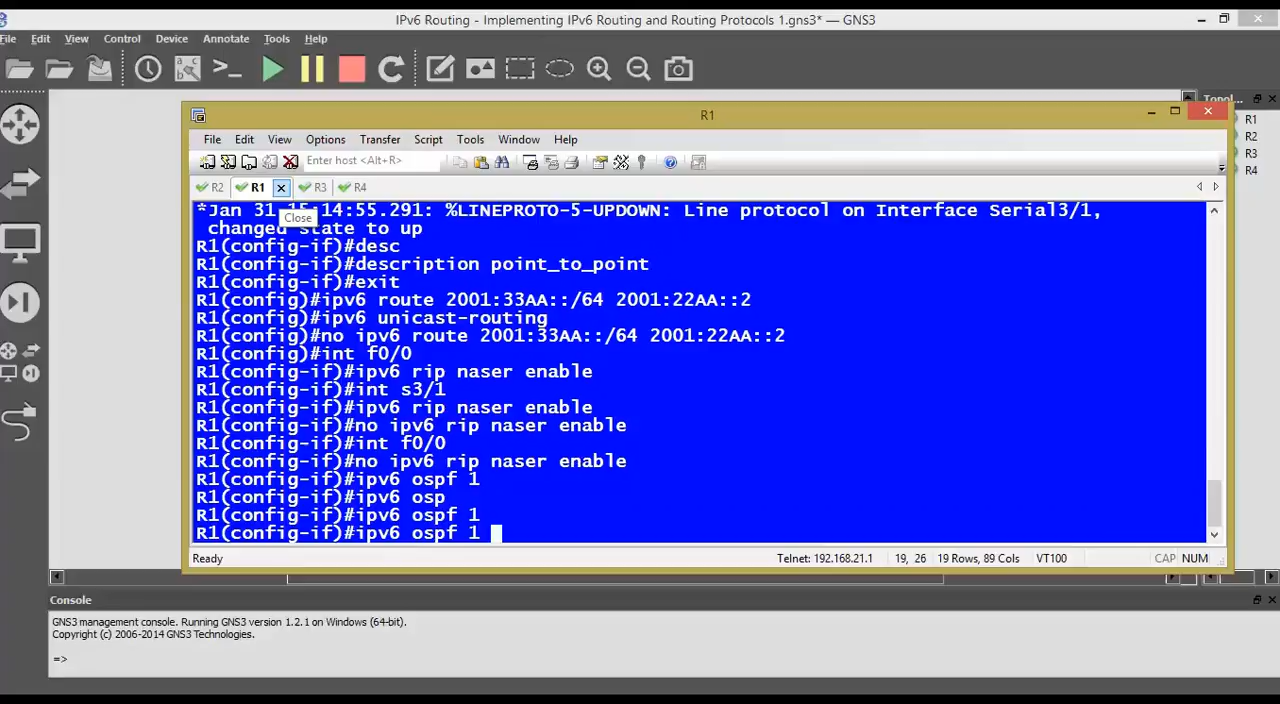 IPv6 Routing - Implementing IPv6 Routing and Routing Protocols 1.gns3* — GNS3
File Edit View Control Device Annotate Tools Help
Topol...
R1
R2
R3
R4
R1
File Edit View Options Transfer Script Tools Window Help
Enter host <Alt+R>
R2 R1 R3 R4
Close
*Jan 31 15:14:55.291: %LINEPROTO-5-UPDOWN: Line protocol on Interface Serial3/1,
changed state to up
R1(config-if)#desc
R1(config-if)#description point_to_point
R1(config-if)#exit
R1(config)#ipv6 route 2001:33AA::/64 2001:22AA::2
R1(config)#ipv6 unicast-routing
R1(config)#no ipv6 route 2001:33AA::/64 2001:22AA::2
R1(config)#int f0/0
R1(config-if)#ipv6 rip naser enable
R1(config-if)#int s3/1
R1(config-if)#ipv6 rip naser enable
R1(config-if)#no ipv6 rip naser enable
R1(config-if)#int f0/0
R1(config-if)#no ipv6 rip naser enable
R1(config-if)#ipv6 ospf 1
R1(config-if)#ipv6 osp
R1(config-if)#ipv6 ospf 1
R1(config-if)#ipv6 ospf 1
Ready Telnet: 192.168.21.1 19, 26 19 Rows, 89 Cols VT100 CAP NUM
Console
GNS3 management console. Running GNS3 version 1.2.1 on Windows (64-bit).
Copyright (c) 2006-2014 GNS3 Technologies.
=>